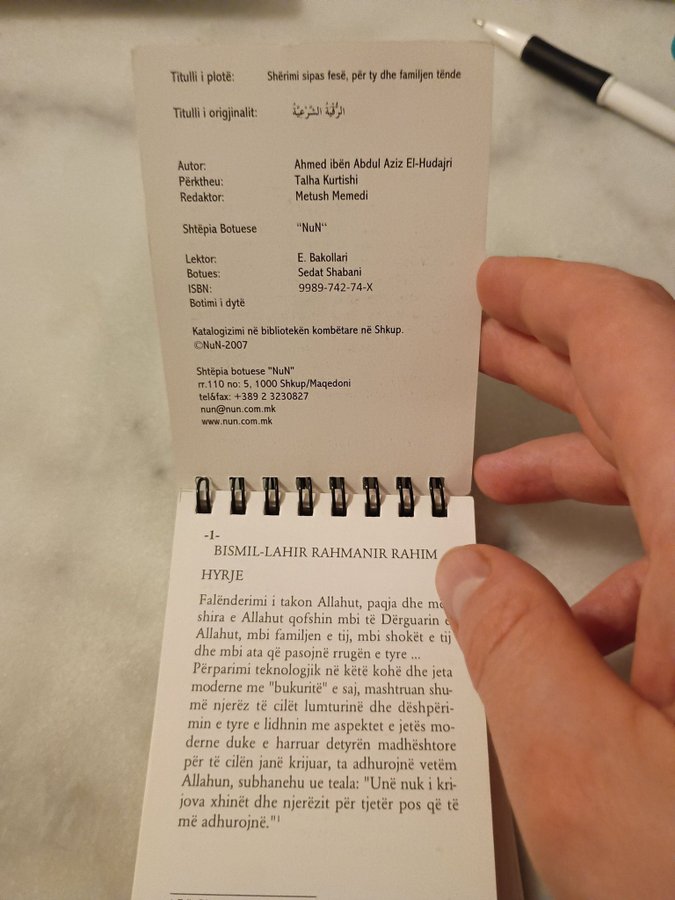 Titulli i plotë: Shërimi sipas fesë, për ty dhe familjen tënde
Titulli i origjinalit: الرُّقْيَةُ الشَّرْعِيَّةُ
Autor: Ahmed ibën Abdul Aziz El-Hudajri
Përktheu: Talha Kurtishi
Redaktor: Metush Memedi
Shtëpia Botuese "NuN"
Lektor: E. Bakollari
Botues: Sedat Shabani
ISBN: 9989-742-74-X
Botimi i dytë
Katalogizimi në bibliotekën kombëtare në Shkup.
©NuN-2007
Shtëpia botuese "NuN"
rr.110 no: 5, 1000 Shkup/Maqedoni
tel&fax: +389 2 3230827
nun@nun.com.mk
www.nun.com.mk
-1-
BISMIL-LAHIR RAHMANIR RAHIM
HYRJE
Falënderimi i takon Allahut, paqja dhe
shira e Allahut qofshin mbi të Dërguarin e
Allahut, mbi familjen e tij, mbi shokët e tij
dhe mbi ata që pasojnë rrugën e tyre ...
Përparimi teknologjik në këtë kohë dhe jeta
moderne me "bukuritë" e saj, mashtruan shu-
më njerëz të cilët lumturinë dhe dëshpëri-
min e tyre e lidhnin me aspektet e jetës mo-
derne duke e harruar detyrën madhështore
për të cilën janë krijuar, ta adhurojnë vetëm
Allahun, subhanehu ue teala: "Unë nuk i kri-
jova xhinët dhe njerëzit për tjetër pos që të
më adhurojnë."¹